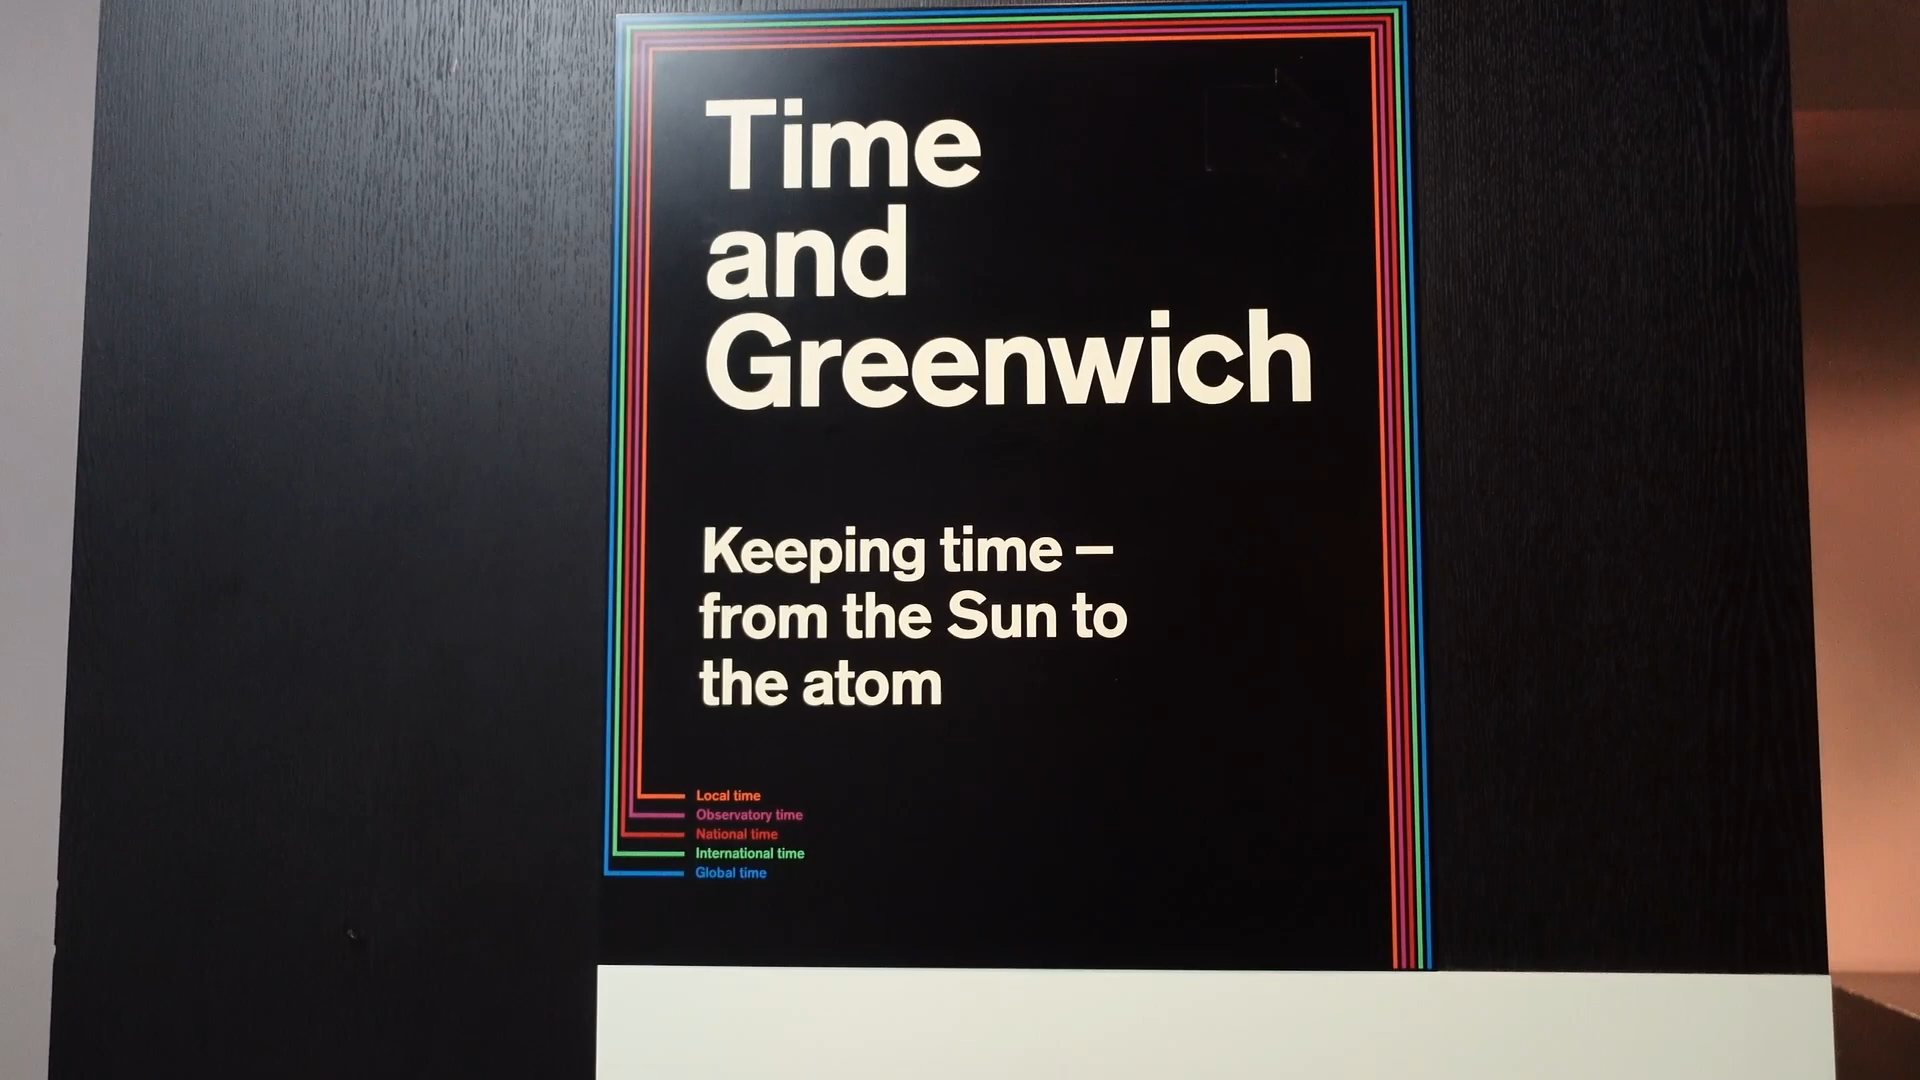 Time
and
Greenwich
Keeping time –
from the Sun to
the atom
Local time
Observatory time
National time
International time
Global time